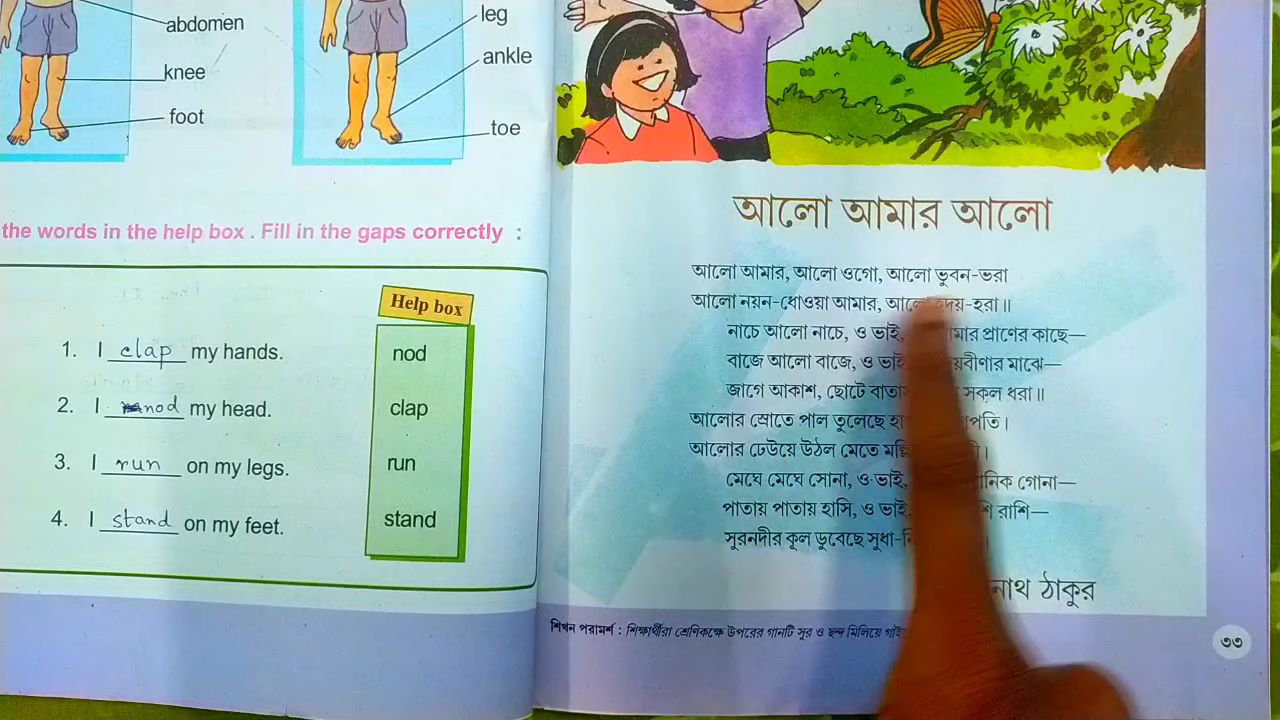 abdomen
knee
foot
leg
ankle
toe
the words in the help box . Fill in the gaps correctly :
Help box
1. I clap my hands.
2. I nod my head.
3. I run on my legs.
4. I stand on my feet.
nod
clap
run
stand
আলো আমার আলো
আলো আমার, আলো ওগো, আলো ভুবন-ভরা
আলো নয়ন-ধোওয়া আমার, আলো হৃদয়-হরা॥
নাচে আলো নাচে, ও ভাই, প্রাণের কাছে—
বাজে আলো বাজে, ও ভাই, মাঝে—
জাগে আকাশ, ছোটে সকল ধরা॥
আলোর স্রোতে পাল তুলেছে
আলোর ঢেউয়ে উঠল মেতে
মেঘে মেঘে সোনা, ও ভাই, গোনা—
পাতায় পাতায় হাসি, ও ভাই, রাশি—
সুরনদীর কূল ডুবেছে
ঠাকুর
শিখন পরামর্শ : শিক্ষার্থীরা শ্রেণিকক্ষে উপরের গানটি সুর ও ছন্দ মিলিয়ে
৩৩